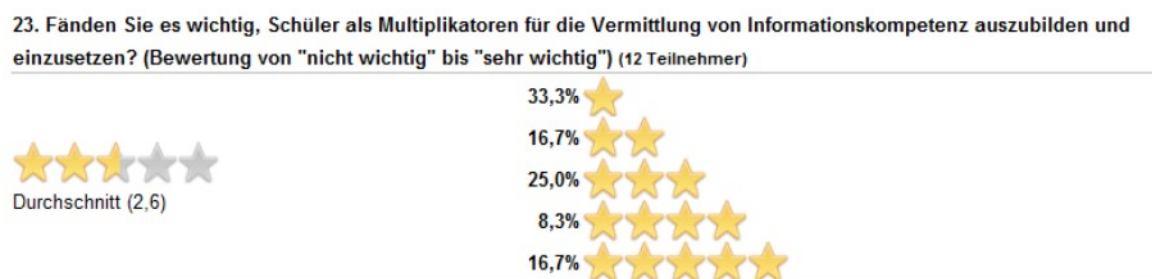 23. Fänden Sie es wichtig, Schüler als Multiplikatoren für die Vermittlung von Informationskompetenz auszubilden und
einzusetzen? (Bewertung von "nicht wichtig" bis "sehr wichtig") (12 Teilnehmer)
33,3%
16,7%
25,0%
8,3%
16,7%
Durchschnitt (2,6)